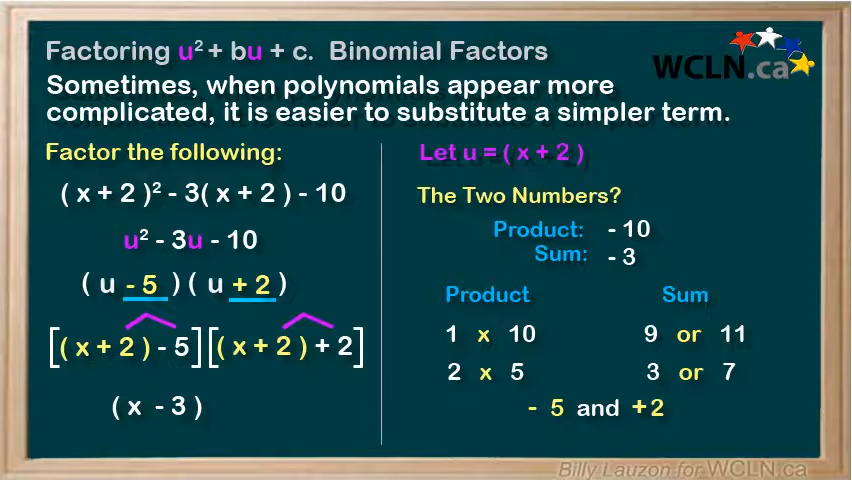 Factoring u² + bu + c. Binomial Factors
WCLN.ca
Sometimes, when polynomials appear more
complicated, it is easier to substitute a simpler term.
Factor the following:
( x + 2 )² - 3( x + 2 ) - 10
u² - 3u - 10
( u - 5 ) ( u + 2 )
[( x + 2 ) - 5][( x + 2 ) + 2]
( x - 3 )
Let u = ( x + 2 )
The Two Numbers?
Product: - 10
Sum: - 3
Product Sum
1 x 10 9 or 11
2 x 5 3 or 7
- 5 and + 2
Billy Lauzon for WCLN.ca